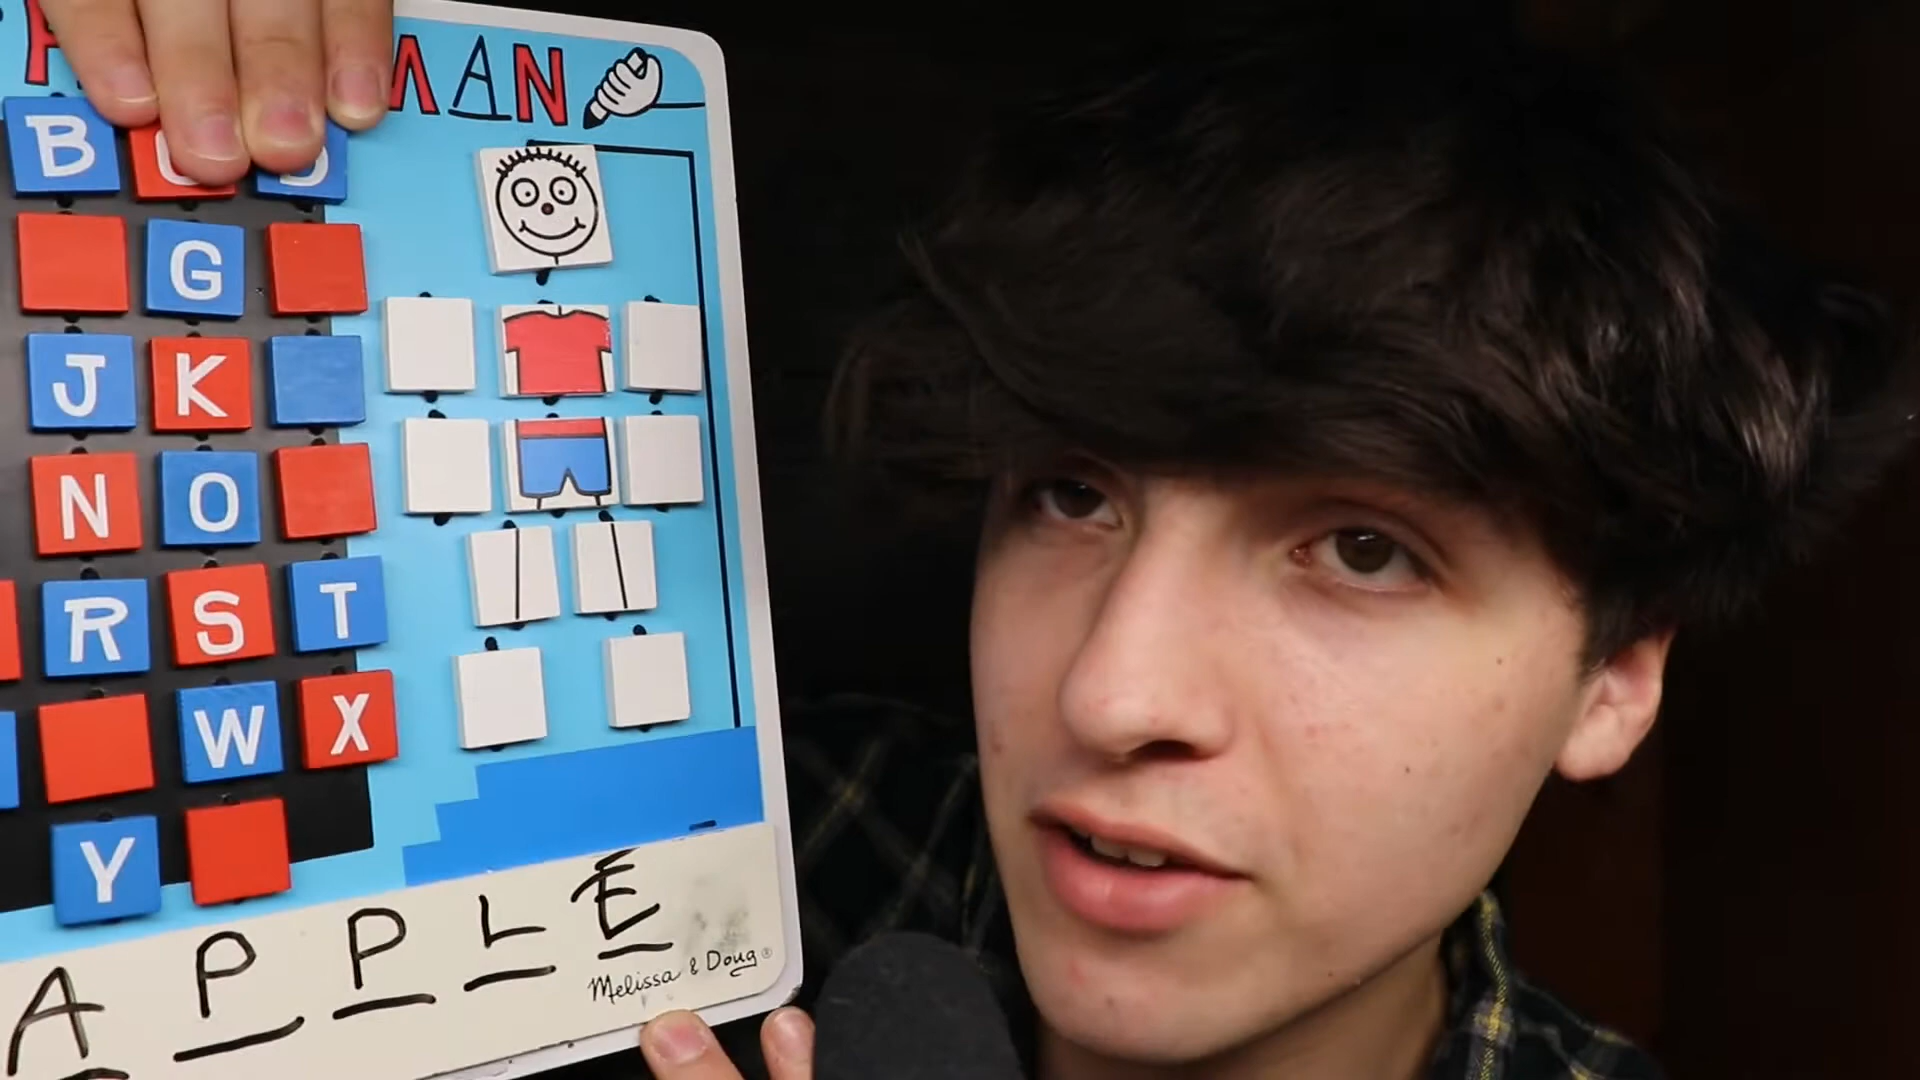 MAN
B
G
J K
N O
R S T
W X
Y
A P P L E
Melissa & Doug®